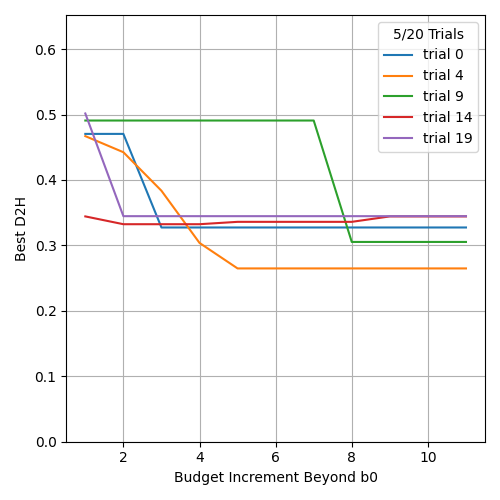 5/20 Trials
trial 0
trial 4
trial 9
trial 14
trial 19
Best D2H
0.6
0.5
0.4
0.3
0.2
0.1
0.0
2 4 6 8 10
Budget Increment Beyond b0